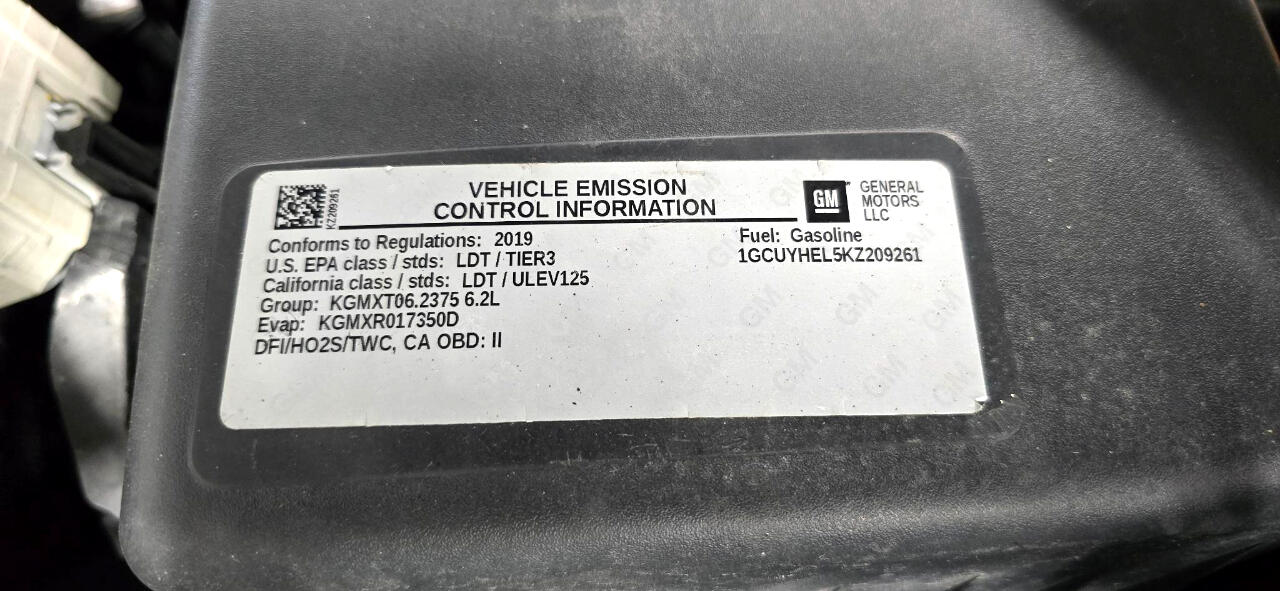 KZ209261
VEHICLE EMISSION
CONTROL INFORMATION
GM
GENERAL
MOTORS
LLC
Conforms to Regulations: 2019
U.S. EPA class / stds: LDT / TIER3
California class / stds: LDT / ULEV125
Group: KGMXT06.2375 6.2L
Evap: KGMXR017350D
DFI/HO2S/TWC, CA OBD: II
Fuel: Gasoline
1GCUYHEL5KZ209261